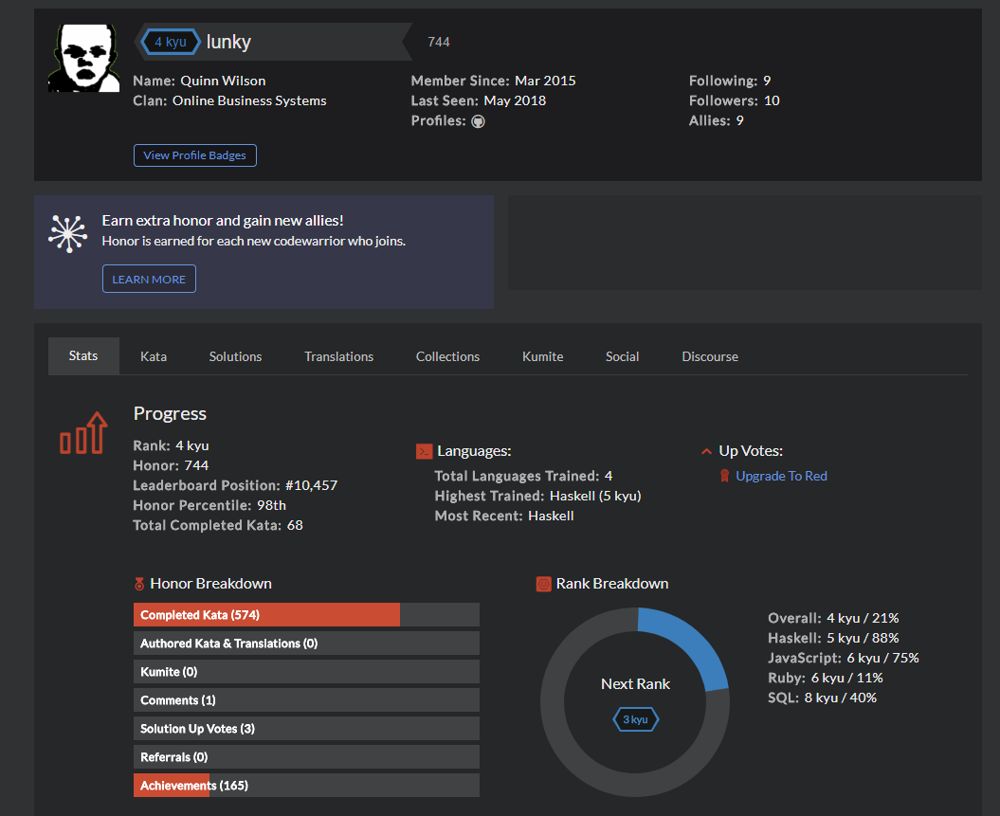 4 kyu lunky 744
Name: Quinn Wilson
Clan: Online Business Systems
Member Since: Mar 2015
Last Seen: May 2018
Profiles:
Following: 9
Followers: 10
Allies: 9
View Profile Badges
Earn extra honor and gain new allies!
Honor is earned for each new codewarrior who joins.
LEARN MORE
Stats Kata Solutions Translations Collections Kumite Social Discourse
Progress
Rank: 4 kyu
Honor: 744
Leaderboard Position: #10,457
Honor Percentile: 98th
Total Completed Kata: 68
Languages:
Total Languages Trained: 4
Highest Trained: Haskell (5 kyu)
Most Recent: Haskell
Up Votes:
Upgrade To Red
Honor Breakdown
Completed Kata (574)
Authored Kata & Translations (0)
Kumite (0)
Comments (1)
Solution Up Votes (3)
Referrals (0)
Achievements (165)
Rank Breakdown
Next Rank
3 kyu
Overall: 4 kyu / 21%
Haskell: 5 kyu / 88%
JavaScript: 6 kyu / 75%
Ruby: 6 kyu / 11%
SQL: 8 kyu / 40%